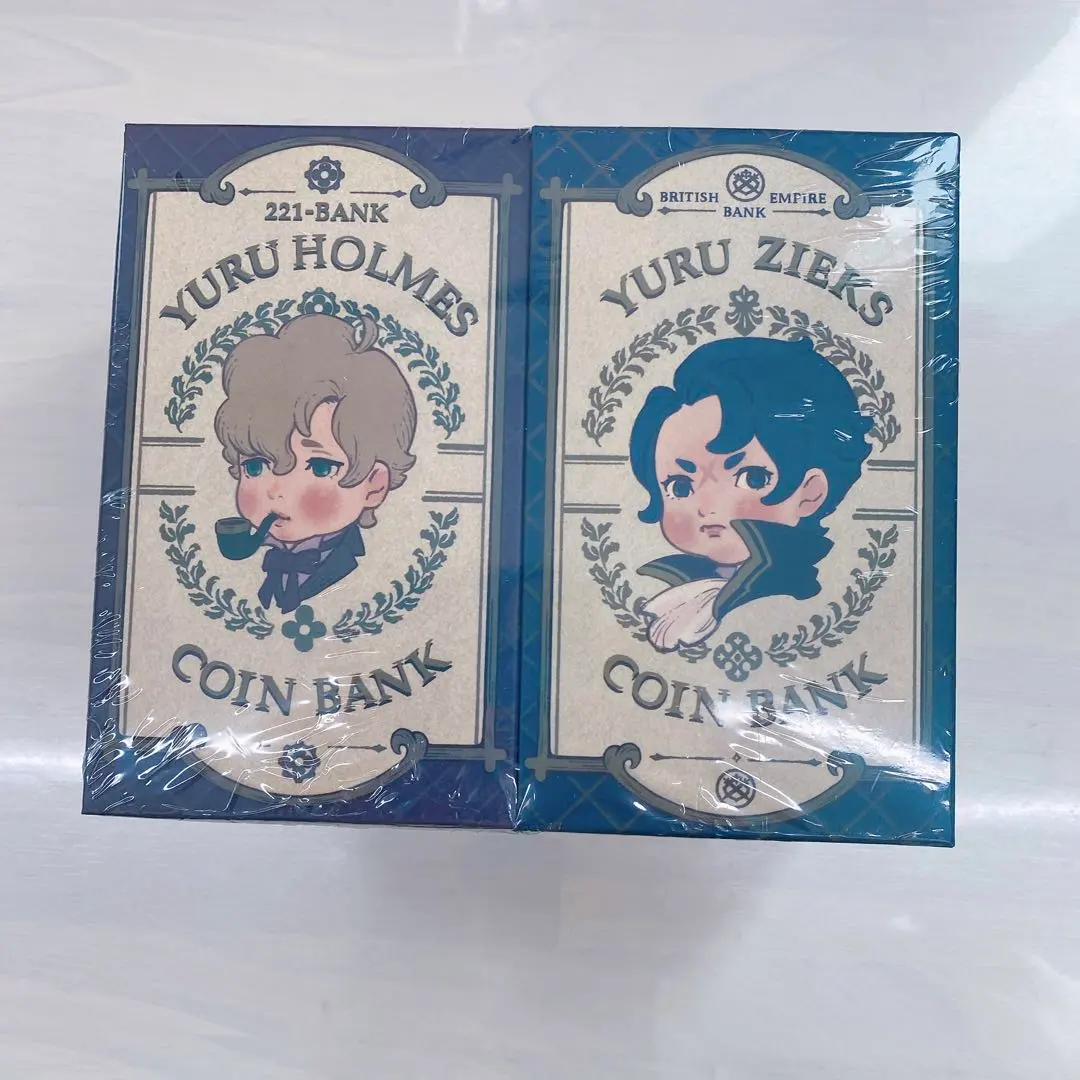 221-BANK
YURU HOLMES
COIN BANK
BRITISH EMPiRE
BANK
YURU ZIEKS
COIN BANK